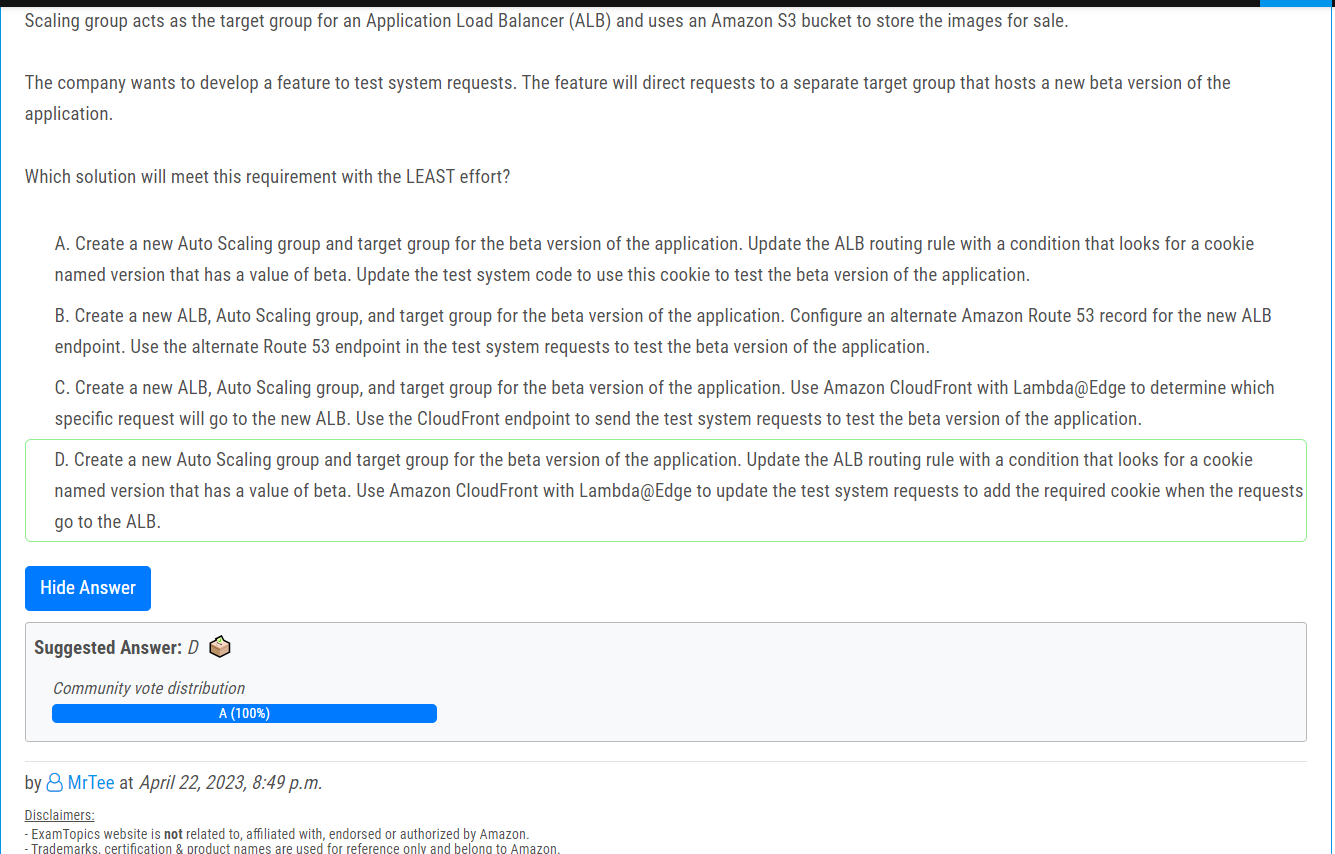 Scaling group acts as the target group for an Application Load Balancer (ALB) and uses an Amazon S3 bucket to store the images for sale.
The company wants to develop a feature to test system requests. The feature will direct requests to a separate target group that hosts a new beta version of the
application.
Which solution will meet this requirement with the LEAST effort?
A. Create a new Auto Scaling group and target group for the beta version of the application. Update the ALB routing rule with a condition that looks for a cookie
named version that has a value of beta. Update the test system code to use this cookie to test the beta version of the application.
B. Create a new ALB, Auto Scaling group, and target group for the beta version of the application. Configure an alternate Amazon Route 53 record for the new ALB
endpoint. Use the alternate Route 53 endpoint in the test system requests to test the beta version of the application.
C. Create a new ALB, Auto Scaling group, and target group for the beta version of the application. Use Amazon CloudFront with Lambda@Edge to determine which
specific request will go to the new ALB. Use the CloudFront endpoint to send the test system requests to test the beta version of the application.
D. Create a new Auto Scaling group and target group for the beta version of the application. Update the ALB routing rule with a condition that looks for a cookie
named version that has a value of beta. Use Amazon CloudFront with Lambda@Edge to update the test system requests to add the required cookie when the requests
go to the ALB.
Hide Answer
Suggested Answer: D
Community vote distribution
A (100%)
by MrTee at April 22, 2023, 8:49 p.m.
Disclaimers:
- ExamTopics website is not related to, affiliated with, endorsed or authorized by Amazon.
- Trademarks, certification & product names are used for reference only and belong to Amazon.